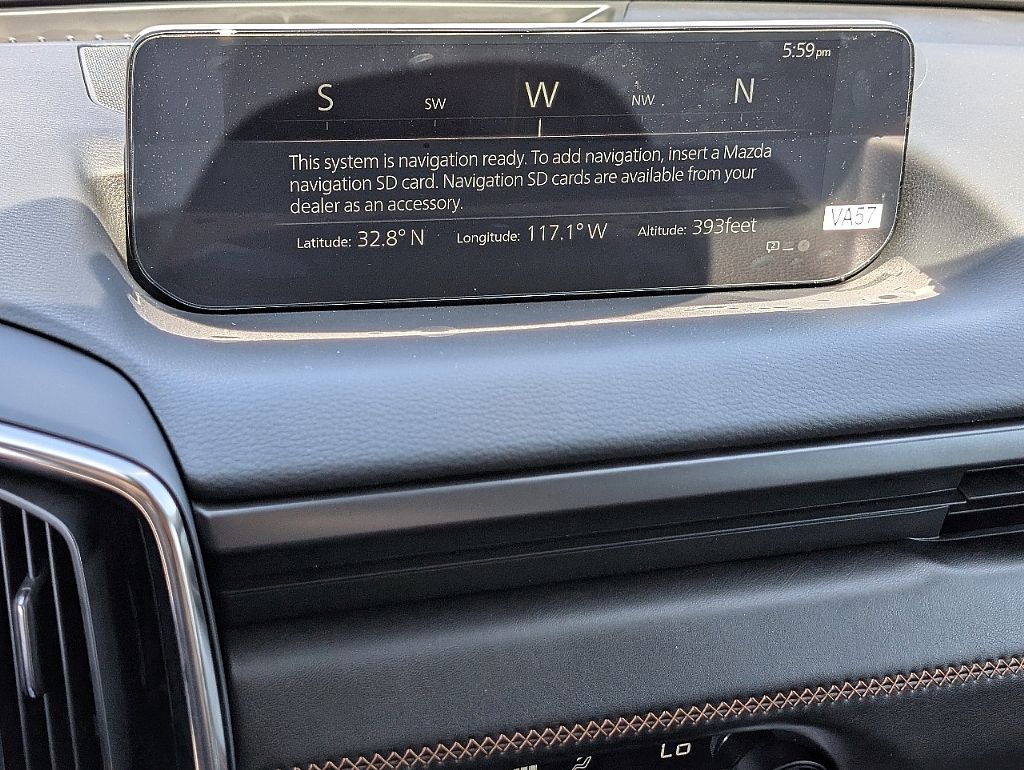 5:59pm
S SW W NW N
This system is navigation ready. To add navigation, insert a Mazda
navigation SD card. Navigation SD cards are available from your
dealer as an accessory.
Latitude: 32.8° N Longitude: 117.1° W Altitude: 393feet
VA57
LO